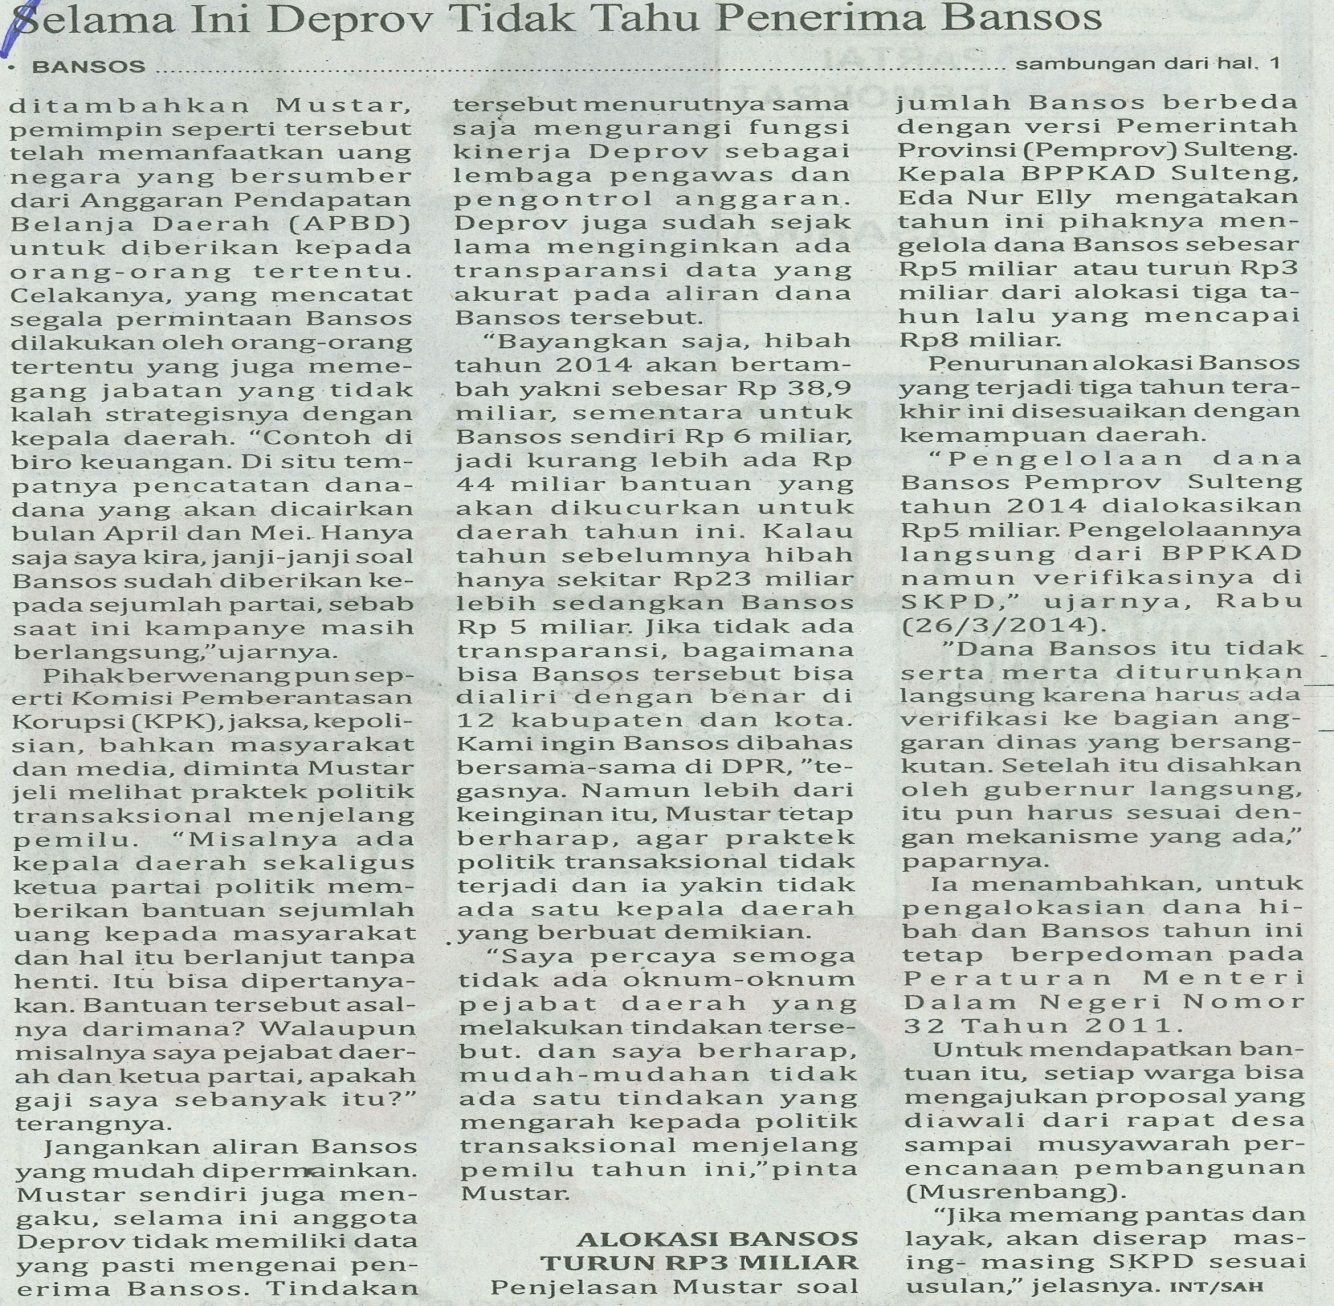 Selama Ini Deprov Tidak Tahu Penerima Bansos
• BANSOS ........................................ sambungan dari hal. 1
ditambahkan Mustar,
pemimpin seperti tersebut
telah memanfaatkan uang
negara yang bersumber
dari Anggaran Pendapatan
Belanja Daerah (APBD)
untuk diberikan kepada
orang-orang tertentu.
Celakanya, yang mencatat
segala permintaan Bansos
dilakukan oleh orang-orang
tertentu yang juga meme-
gang jabatan yang tidak
kalah strategisnya dengan
kepala daerah. “Contoh di
biro keuangan. Di situ tem-
patnya pencatatan dana-
dana yang akan dicairkan
bulan April dan Mei. Hanya
saja saya kira, janji-janji soal
Bansos sudah diberikan ke-
pada sejumlah partai, sebab
saat ini kampanye masih
berlangsung,”ujarnya.
Pihak berwenang pun sep-
erti Komisi Pemberantasan
Korupsi (KPK), jaksa, kepoli-
sian, bahkan masyarakat
dan media, diminta Mustar
jeli melihat praktek politik
transaksional menjelang
pemilu. “Misalnya ada
kepala daerah sekaligus
ketua partai politik mem-
berikan bantuan sejumlah
uang kepada masyarakat
dan hal itu berlanjut tanpa
henti. Itu bisa dipertanya-
kan. Bantuan tersebut asal-
nya darimana? Walaupun
misalnya saya pejabat daer-
ah dan ketua partai, apakah
gaji saya sebanyak itu?”
terangnya.
Jangankan aliran Bansos
yang mudah dipermainkan.
Mustar sendiri juga men-
gaku, selama ini anggota
Deprov tidak memiliki data
yang pasti mengenai pen-
erima Bansos. Tindakan
tersebut menurutnya sama
saja mengurangi fungsi
kinerja Deprov sebagai
lembaga pengawas dan
pengontrol anggaran.
Deprov juga sudah sejak
lama menginginkan ada
transparansi data yang
akurat pada aliran dana
Bansos tersebut.
“Bayangkan saja, hibah
tahun 2014 akan bertam-
bah yakni sebesar Rp 38,9
miliar, sementara untuk
Bansos sendiri Rp 6 miliar,
jadi kurang lebih ada Rp
44 miliar bantuan yang
akan dikucurkan untuk
daerah tahun ini. Kalau
tahun sebelumnya hibah
hanya sekitar Rp23 miliar
lebih sedangkan Bansos
Rp 5 miliar. Jika tidak ada
transparansi, bagaimana
bisa Bansos tersebut bisa
dialiri dengan benar di
12 kabupaten dan kota.
Kami ingin Bansos dibahas
bersama-sama di DPR, ”te-
gasnya. Namun lebih dari
keinginan itu, Mustar tetap
berharap, agar praktek
politik transaksional tidak
terjadi dan ia yakin tidak
ada satu kepala daerah
yang berbuat demikian.
“Saya percaya semoga
tidak ada oknum-oknum
pejabat daerah yang
melakukan tindakan terse-
but. dan saya berharap,
mudah-mudahan tidak
ada satu tindakan yang
mengarah kepada politik
transaksional menjelang
pemilu tahun ini,”pinta
Mustar.
ALOKASI BANSOS
TURUN RP3 MILIAR
Penjelasan Mustar soal
jumlah Bansos berbeda
dengan versi Pemerintah
Provinsi (Pemprov) Sulteng.
Kepala BPPKAD Sulteng,
Eda Nur Elly mengatakan
tahun ini pihaknya men-
gelola dana Bansos sebesar
Rp5 miliar atau turun Rp3
miliar dari alokasi tiga ta-
hun lalu yang mencapai
Rp8 miliar.
Penurunan alokasi Bansos
yang terjadi tiga tahun tera-
khir ini disesuaikan dengan
kemampuan daerah.
“Pengelolaan dana
Bansos Pemprov Sulteng
tahun 2014 dialokasikan
Rp5 miliar. Pengelolaannya
langsung dari BPPKAD
namun verifikasinya di
SKPD,” ujarnya, Rabu
(26/3/2014).
”Dana Bansos itu tidak
serta merta diturunkan
langsung karena harus ada
verifikasi ke bagian ang-
garan dinas yang bersang-
kutan. Setelah itu disahkan
oleh gubernur langsung,
itu pun harus sesuai den-
gan mekanisme yang ada,”
paparnya.
Ia menambahkan, untuk
pengalokasian dana hi-
bah dan Bansos tahun ini
tetap berpedoman pada
Peraturan Menteri
Dalam Negeri Nomor
32 Tahun 2011.
Untuk mendapatkan ban-
tuan itu, setiap warga bisa
mengajukan proposal yang
diawali dari rapat desa
sampai musyawarah per-
encanaan pembangunan
(Musrenbang).
“Jika memang pantas dan
layak, akan diserap mas-
ing- masing SKPD sesuai
usulan,” jelasnya. INT/SAH